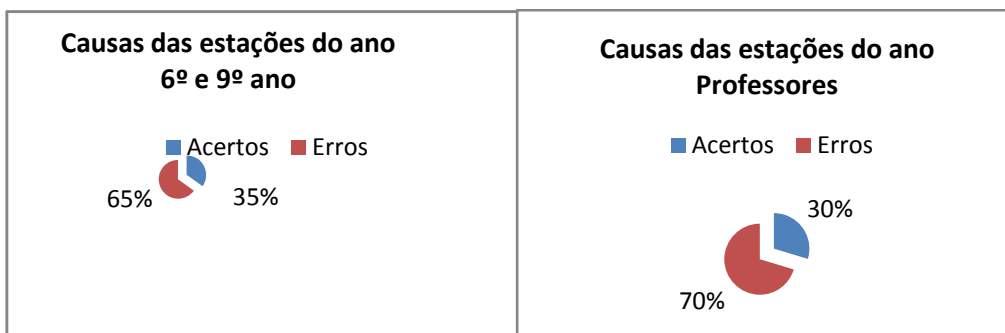 Causas das estações do ano
6º e 9º ano
Acertos Erros
65% 35%
Causas das estações do ano
Professores
Acertos Erros
30%
70%